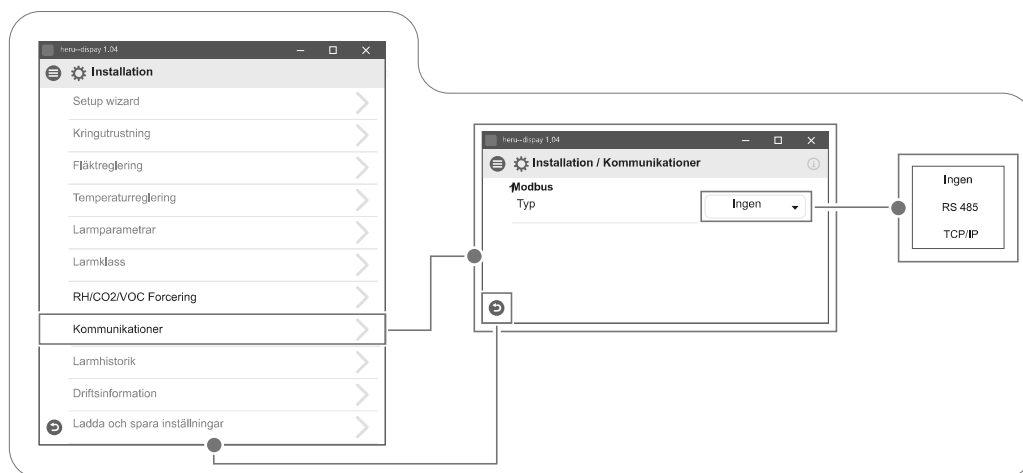 heru--dispay 1.04
Installation
Setup wizard
Kringutrustning
Fläktreglering
Temperaturreglering
Larmparametrar
Larmklass
RH/CO2/VOC Forcering
Kommunikationer
Larmhistorik
Driftsinformation
Ladda och spara inställningar
heru--dispay 1.04
Installation / Kommunikationer
Modbus
Typ
Ingen
Ingen
RS 485
TCP/IP